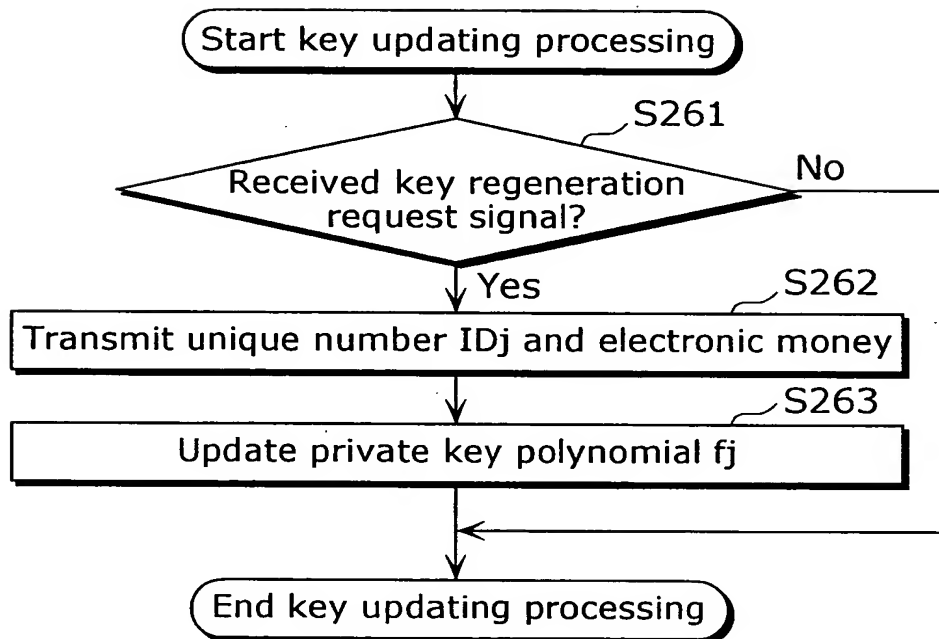 Start key updating processing
S261
Received key regeneration
request signal?
No
Yes
S262
Transmit unique number IDj and electronic money
S263
Update private key polynomial fj
End key updating processing